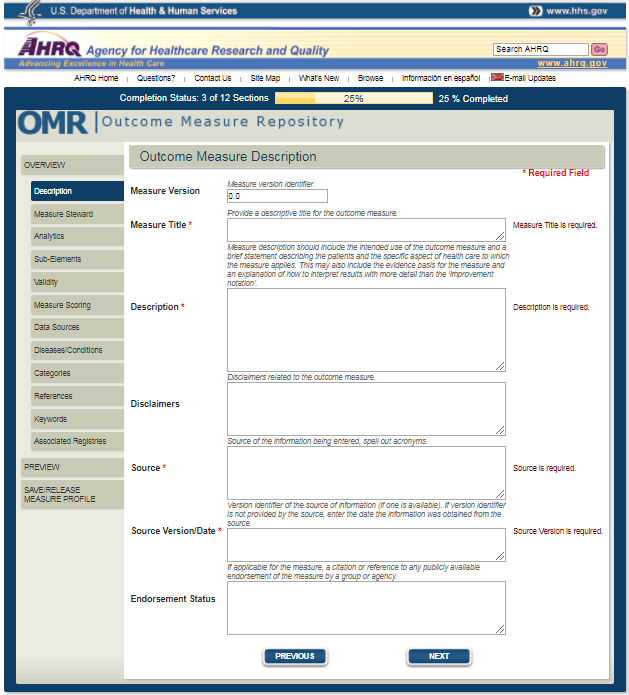 U.S. Department of Health & Human Services
www.hhs.gov
AHRQ Agency for Healthcare Research and Quality
Search AHRQ
Go
Advancing Excellence in Health Care
www.ahrq.gov
AHRQ Home | Questions? | Contact Us | Site Map | What's New | Browse | Información en español | E-mail Updates
Completion Status: 3 of 12 Sections
25%
25 % Completed
OMR | Outcome Measure Repository
OVERVIEW
Description
Measure Steward
Analytics
Sub-Elements
Validity
Measure Scoring
Data Sources
Diseases/Conditions
Categories
References
Keywords
Associated Registries
PREVIEW
SAVE/RELEASE
MEASURE PROFILE
Outcome Measure Description
* Required Field
Measure version identifier.
Measure Version
0.0
Provide a descriptive title for the outcome measure.
Measure Title *
Measure Title is required.
Measure description should include the intended use of the outcome measure and a
brief statement describing the patients and the specific aspect of health care to which
the measure applies. This may also include the evidence basis for the measure and
an explanation of how to interpret results with more detail than the 'improvement
notation'.
Description *
Description is required.
Disclaimers related to the outcome measure.
Disclaimers
Source of the information being entered, spell out acronyms.
Source *
Source is required.
Version identifier of the source of information (if one is available). If version identifier
is not provided by the source, enter the date the information was obtained from the
source.
Source Version/Date *
Source Version is required.
If applicable for the measure, a citation or reference to any publicly available
endorsement of the measure by a group or agency.
Endorsement Status
PREVIOUS
NEXT